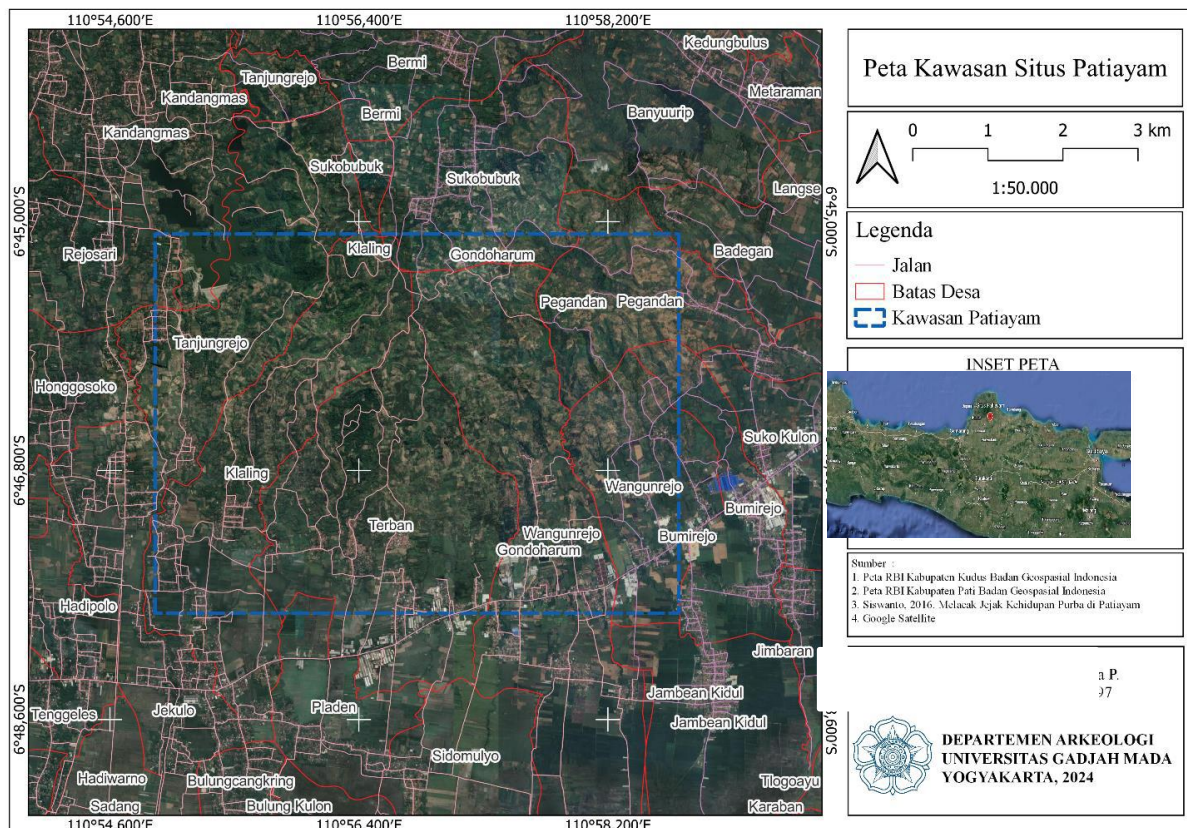 110°54,600′E 110°56,400′E 110°58,200′E
Kedungbulus
Bermi
Tanjungrejo
Kandangmas
Metaraman
Bermi
Banyuurip
Kandangmas
Sukobubuk
Sukobubuk
Langse
6°45,000′S
6°45,000′S
Rejosari
Klaling
Gondoharum
Badegan
Pegandan
Pegandan
Tanjungrejo
Honggosoko
Suko Kulon
6°46,800′S
Klaling
Wangunrejo
Bumirejo
Terban
Wangunrejo
Bumirejo
Gondoharum
Hadipolo
Jimbaran
Jambean Kidul
Tenggeles
Jekulo
Pladen
Jambean Kidul
6°48,600′S
8,600′S
Sidomulyo
Hadiwarno
Bulungcangkring
Tlogoayu
Sadang
Bulung Kulon
Karaban
110°54,600′E 110°56,400′E 110°58,200′E
Peta Kawasan Situs Patiayam
0 1 2 3 km
1:50.000
Legenda
Jalan
Batas Desa
Kawasan Patiayam
INSET PETA
Sumber :
1. Peta RBI Kabupaten Kudus Badan Geospasial Indonesia
2. Peta RBI Kabupaten Pati Badan Geospasial Indonesia
3. Siswanto, 2016. Melacak Jejak Kehidupan Purba di Patiayam
4. Google Satellite
a P.
97
DEPARTEMEN ARKEOLOGI
UNIVERSITAS GADJAH MADA
YOGYAKARTA, 2024